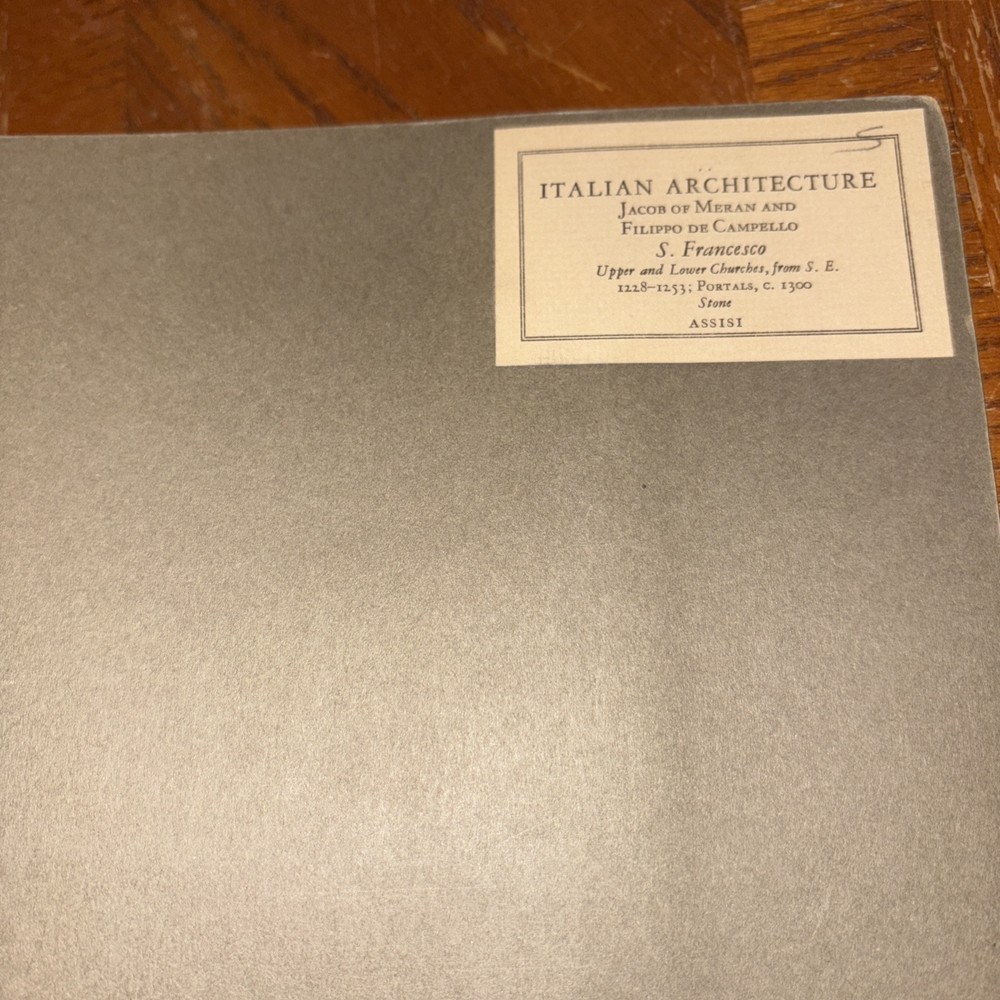 ITALIAN ARCHITECTURE
JACOB OF MERAN AND
FILIPPO DE CAMPELLO
S. Francesco
Upper and Lower Churches, from S. E.
1228–1253; PORTALS, C. 1300
Stone
ASSISI